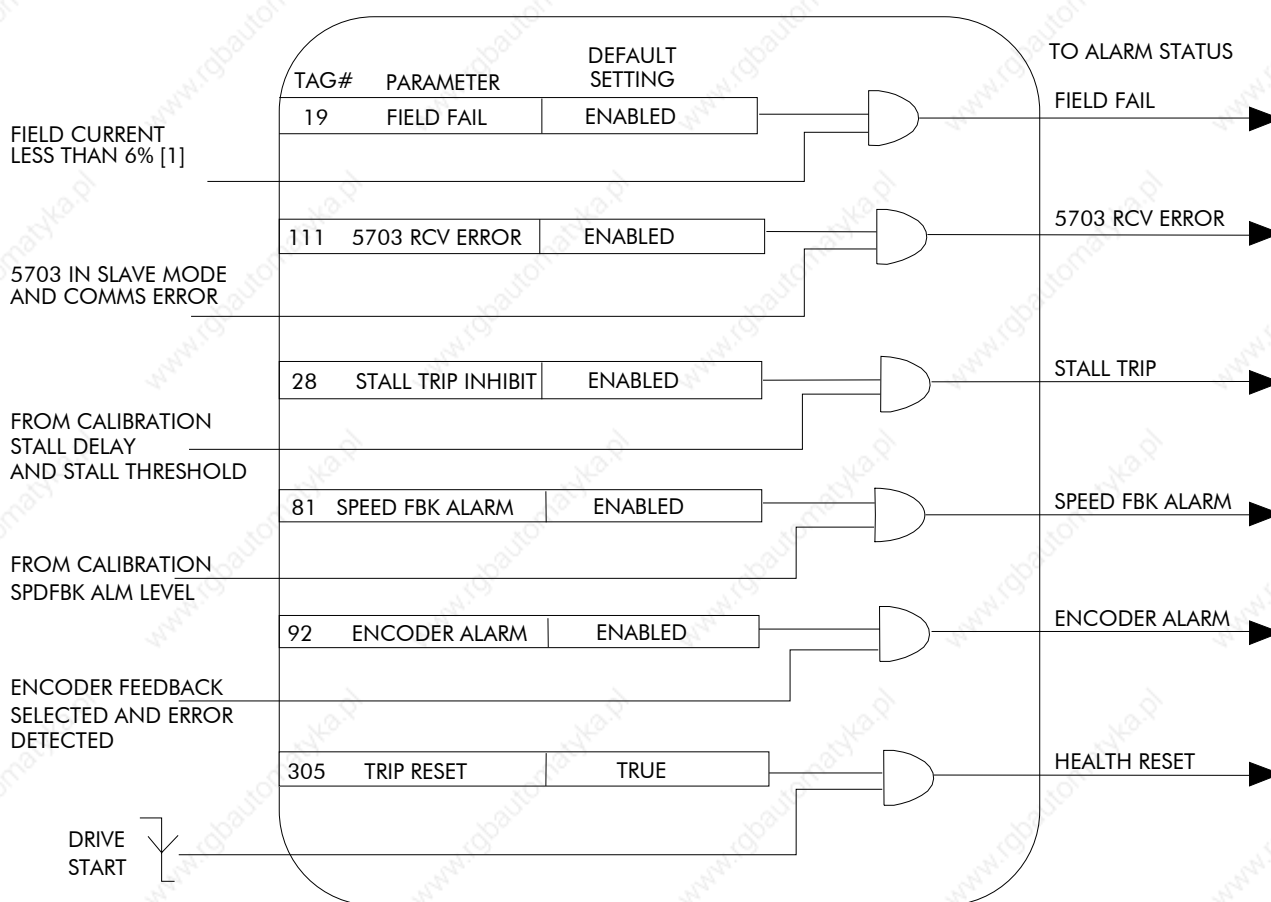 TO ALARM STATUS
TAG# PARAMETER DEFAULT SETTING
19 FIELD FAIL ENABLED
FIELD FAIL
FIELD CURRENT
LESS THAN 6% [1]
111 5703 RCV ERROR ENABLED
5703 RCV ERROR
5703 IN SLAVE MODE
AND COMMS ERROR
28 STALL TRIP INHIBIT ENABLED
STALL TRIP
FROM CALIBRATION
STALL DELAY
AND STALL THRESHOLD
81 SPEED FBK ALARM ENABLED
SPEED FBK ALARM
FROM CALIBRATION
SPDFBK ALM LEVEL
92 ENCODER ALARM ENABLED
ENCODER ALARM
ENCODER FEEDBACK
SELECTED AND ERROR
DETECTED
305 TRIP RESET TRUE
HEALTH RESET
DRIVE
START
www.rgbautomatyka.pl